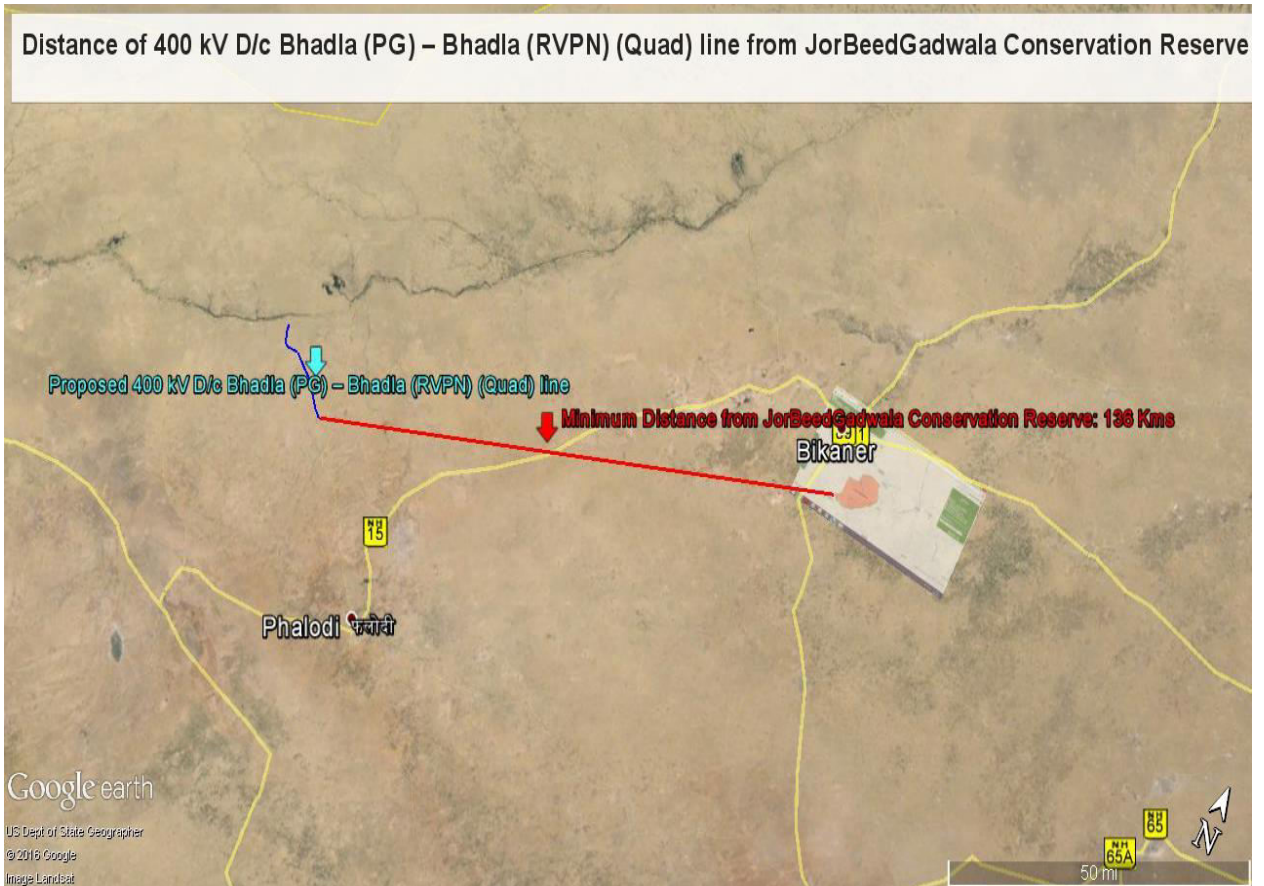 Distance of 400 kV D/c Bhadla (PG) – Bhadla (RVPN) (Quad) line from JorBeedGadwala Conservation Reserve
Proposed 400 kV D/c Bhadla (PG) – Bhadla (RVPN) (Quad) line
Minimum Distance from JorBeedGadwala Conservation Reserve: 136 Kms
Bikaner
NH
15
Phalodi फलोदी
Google earth
US Dept of State Geographer
© 2016 Google
Image Landsat
NH
65
NH
65A
N
50 mi